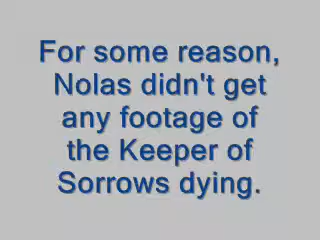 For some reason,
Nolas didn't get
any footage of
the Keeper of
Sorrows dying.